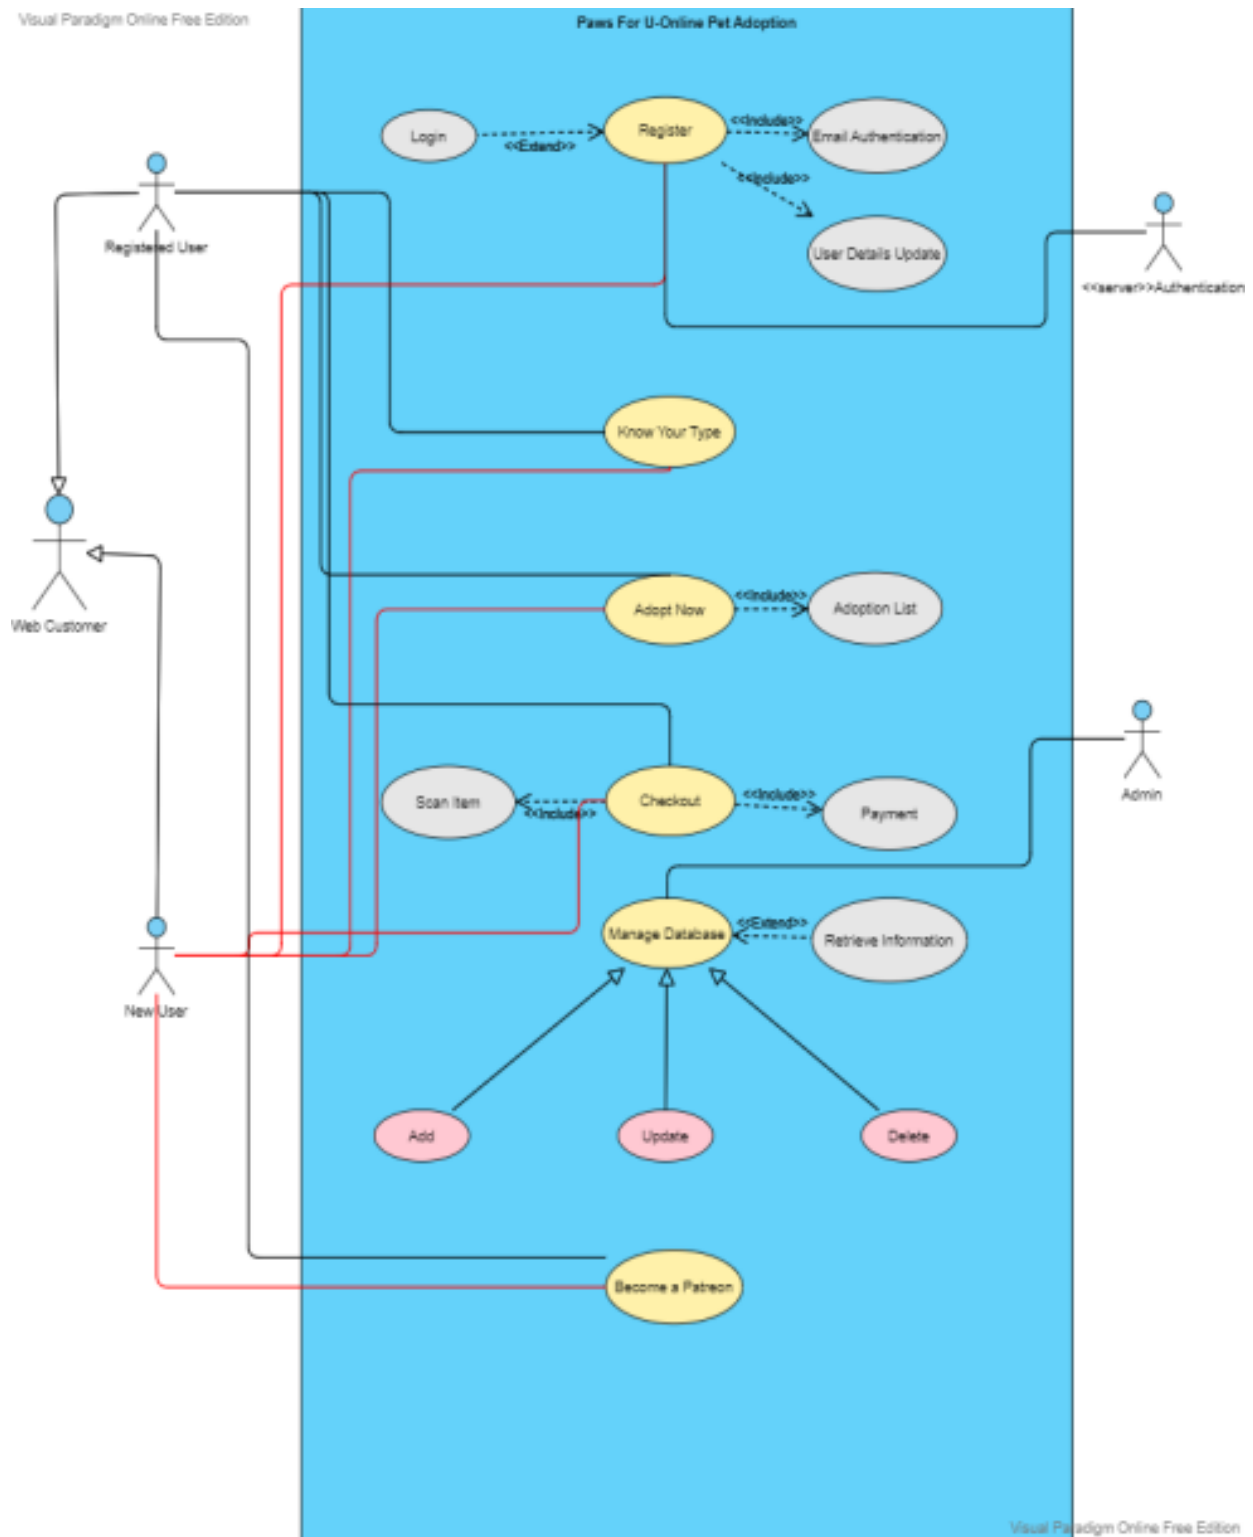 Visual Paradigm Online Free Edition
Paws For U-Online Pet Adoption
Login
<<Extend>>
Register
<<Include>>
Email Authentication
<<Include>>
User Details Update
Registered User
<<server>>Authentication
Know Your Type
Web Customer
Adopt Now
<<Include>>
Adoption List
Scan Item
<<Include>>
Checkout
<<Include>>
Payment
Admin
Manage Database
<<Extend>>
Retrieve Information
New User
Add
Update
Delete
Become a Patreon
Visual Paradigm Online Free Edition